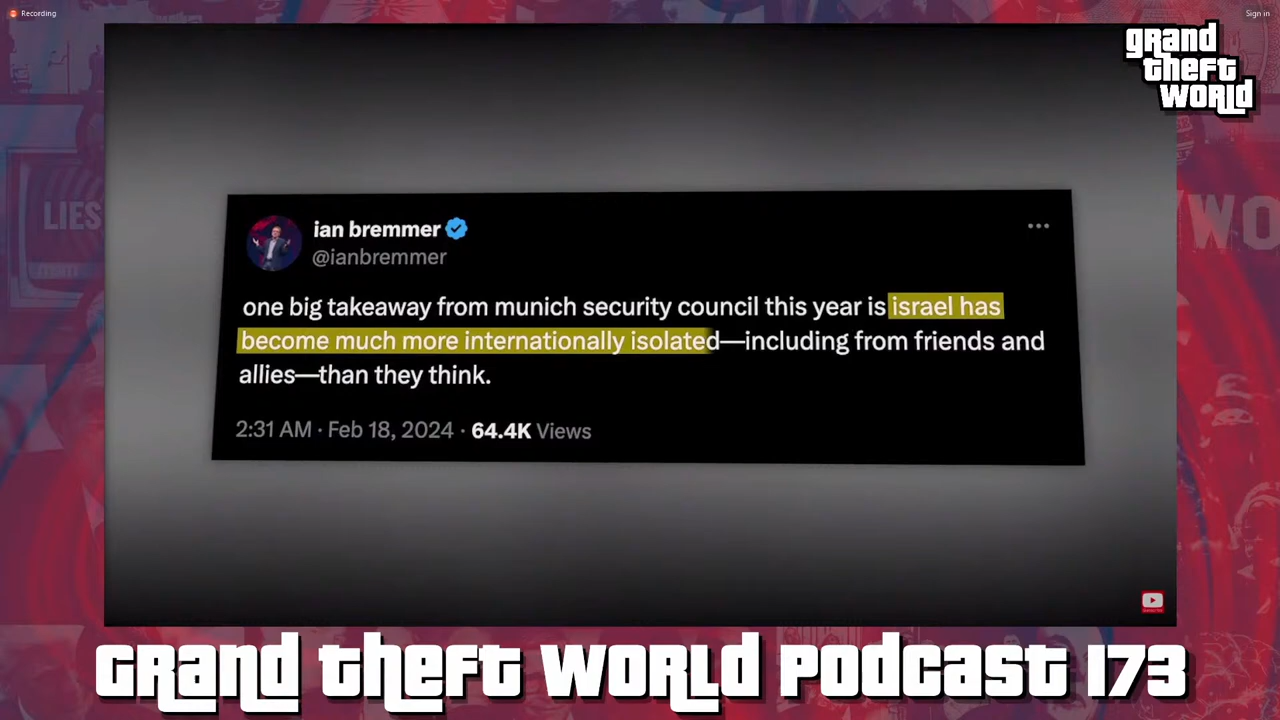 Recording
Sign in
grand
theft
world
LIES
WO
ian bremmer
@ianbremmer
one big takeaway from munich security council this year is israel has
become much more internationally isolated—including from friends and
allies—than they think.
2:31 AM · Feb 18, 2024 · 64.4K Views
grand theft world podcast 173